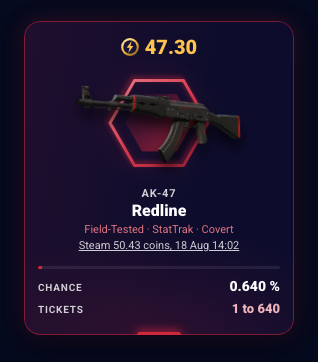 47.30
AK-47
Redline
Field-Tested · StatTrak · Covert
Steam 50.43 coins, 18 Aug 14:02
CHANCE 0.640 %
TICKETS 1 to 640